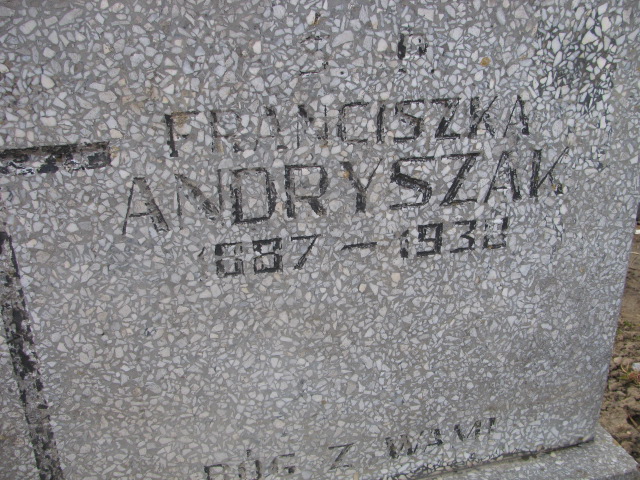 Ś. P.
FRANCISZKA
ANDRYSZAK
1887 – 1938
BÓG Z WAMI